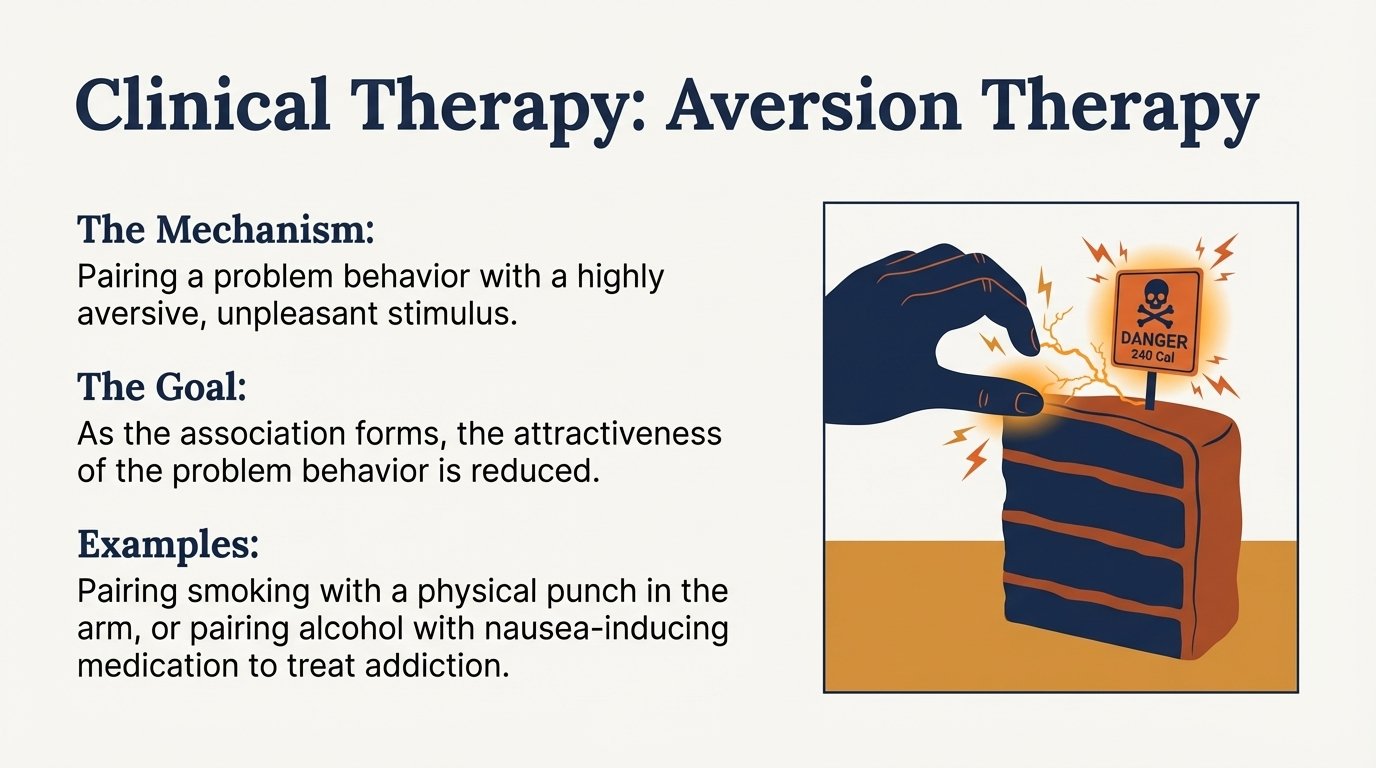 Clinical Therapy: Aversion Therapy
The Mechanism:
Pairing a problem behavior with a highly
aversive, unpleasant stimulus.
The Goal:
As the association forms, the attractiveness
of the problem behavior is reduced.
Examples:
Pairing smoking with a physical punch in the
arm, or pairing alcohol with nausea-inducing
medication to treat addiction.
DANGER
240 Cal